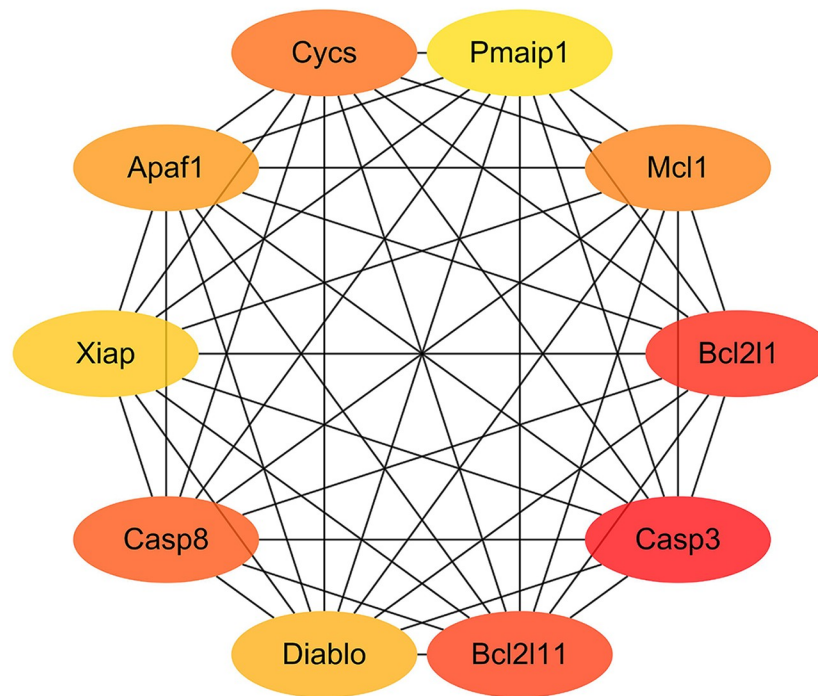 Cycs
Pmaip1
Apaf1
Mcl1
Xiap
Bcl2l1
Casp8
Casp3
Diablo
Bcl2l11